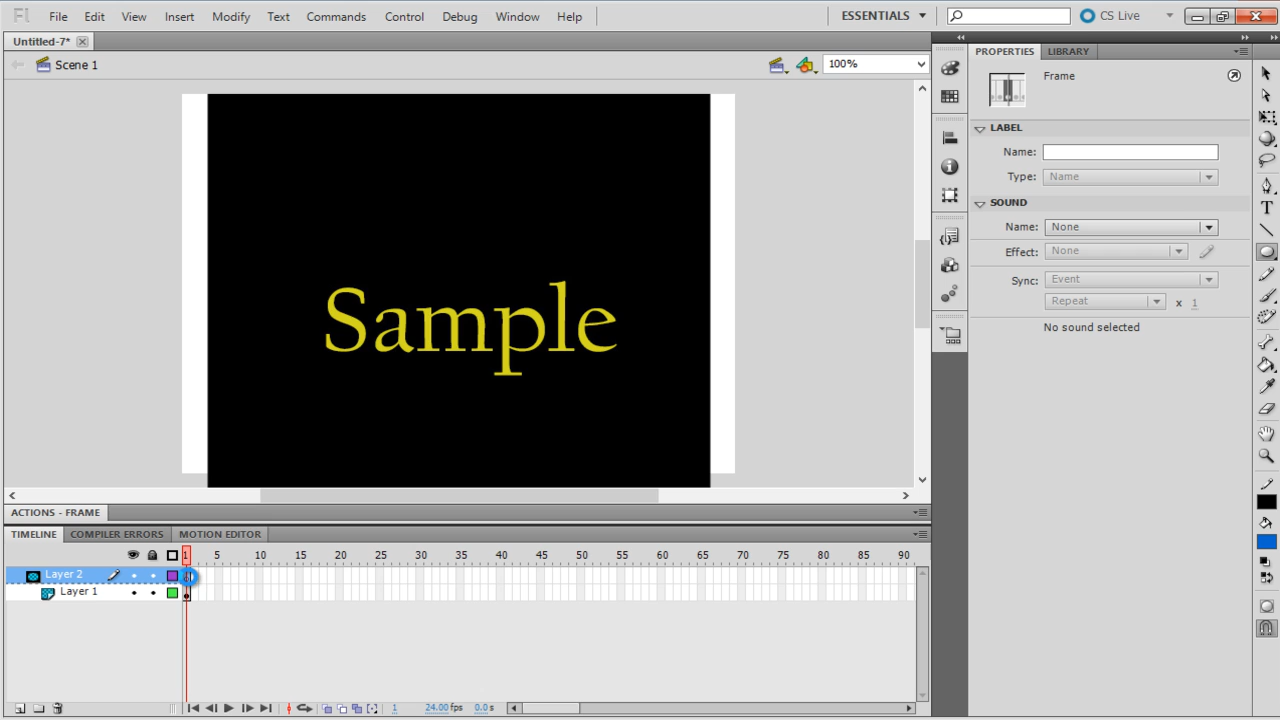 Fl File Edit View Insert Modify Text Commands Control Debug Window Help ESSENTIALS CS Live
Untitled-7*
Scene 1 100%
Sample
PROPERTIES LIBRARY
Frame
LABEL
Name:
Type: Name
SOUND
Name: None
Effect: None
Sync: Event
Repeat x 1
No sound selected
ACTIONS - FRAME
TIMELINE COMPILER ERRORS MOTION EDITOR
1 5 10 15 20 25 30 35 40 45 50 55 60 65 70 75 80 85 90
Layer 2
Layer 1
1 24.00 fps 0.0 s